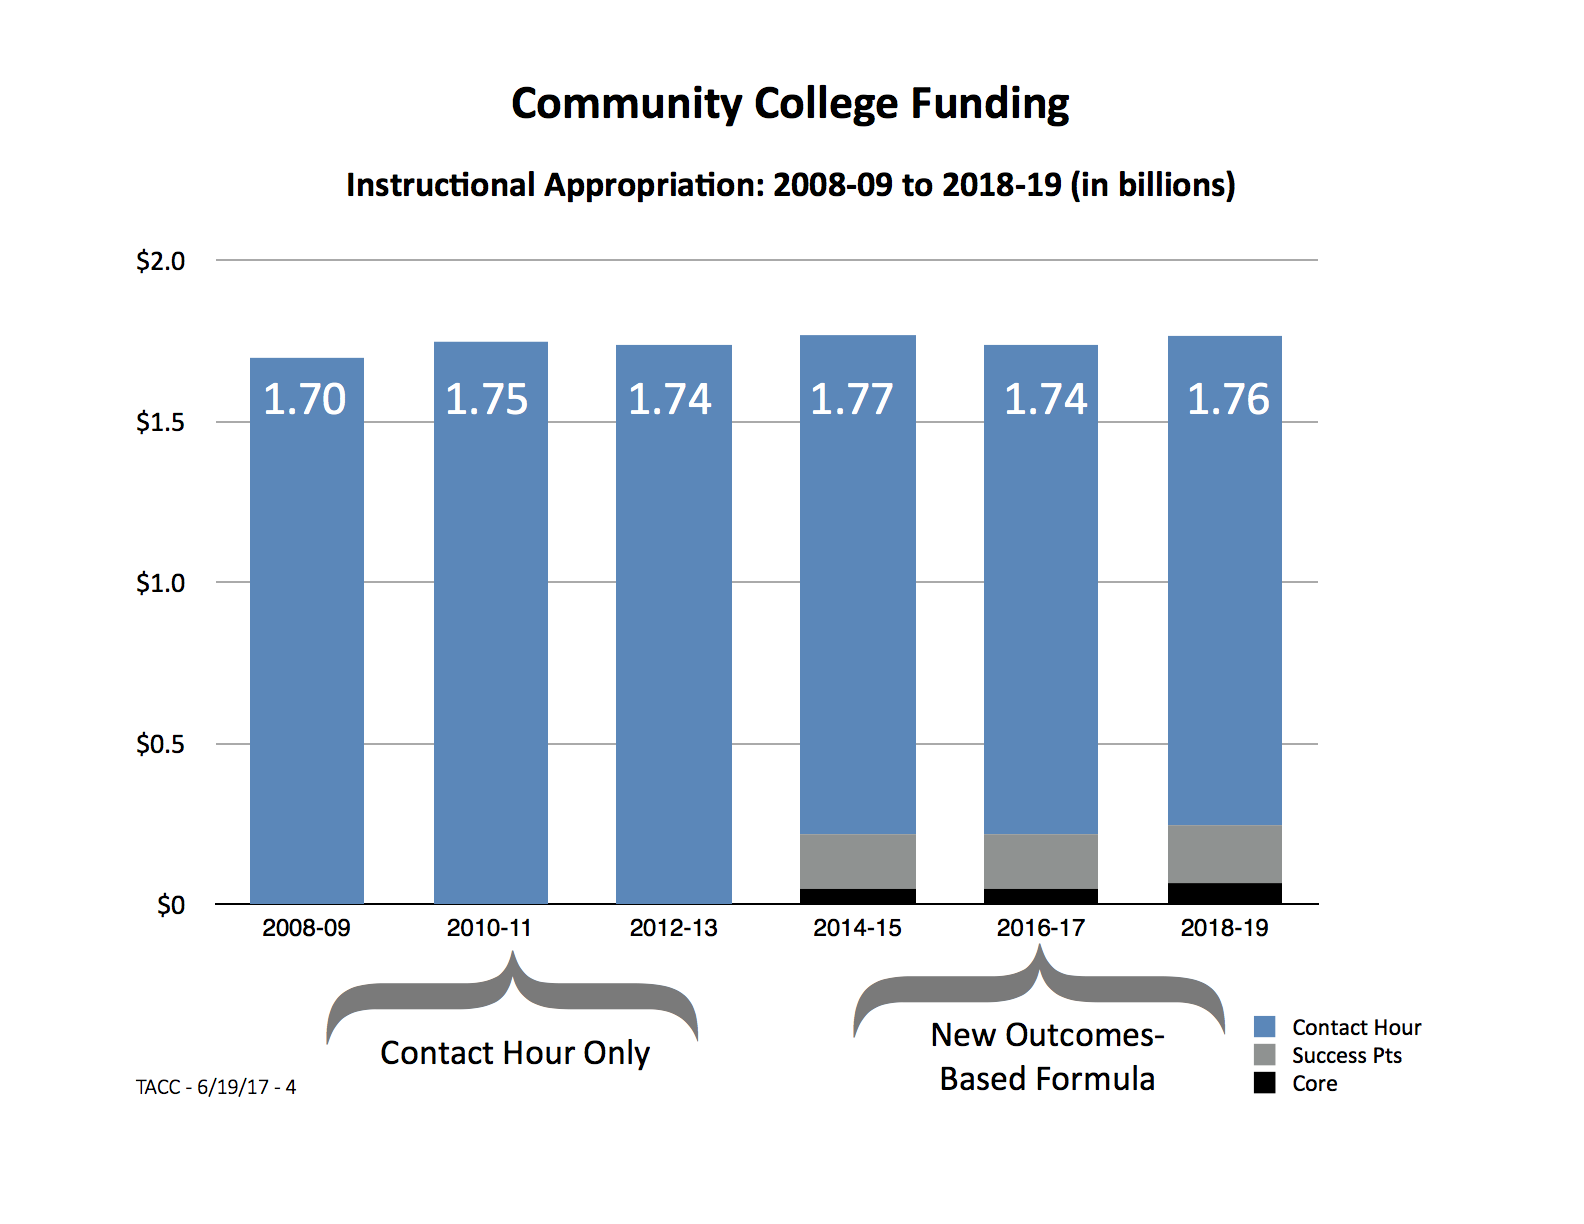 Community College Funding
Instructional Appropriation: 2008-09 to 2018-19 (in billions)
$2.0
$1.5
$1.0
$0.5
$0
1.70
1.75
1.74
1.77
1.74
1.76
2008-09
2010-11
2012-13
2014-15
2016-17
2018-19
Contact Hour Only
New Outcomes-
Based Formula
Contact Hour
Success Pts
Core
TACC - 6/19/17 - 4